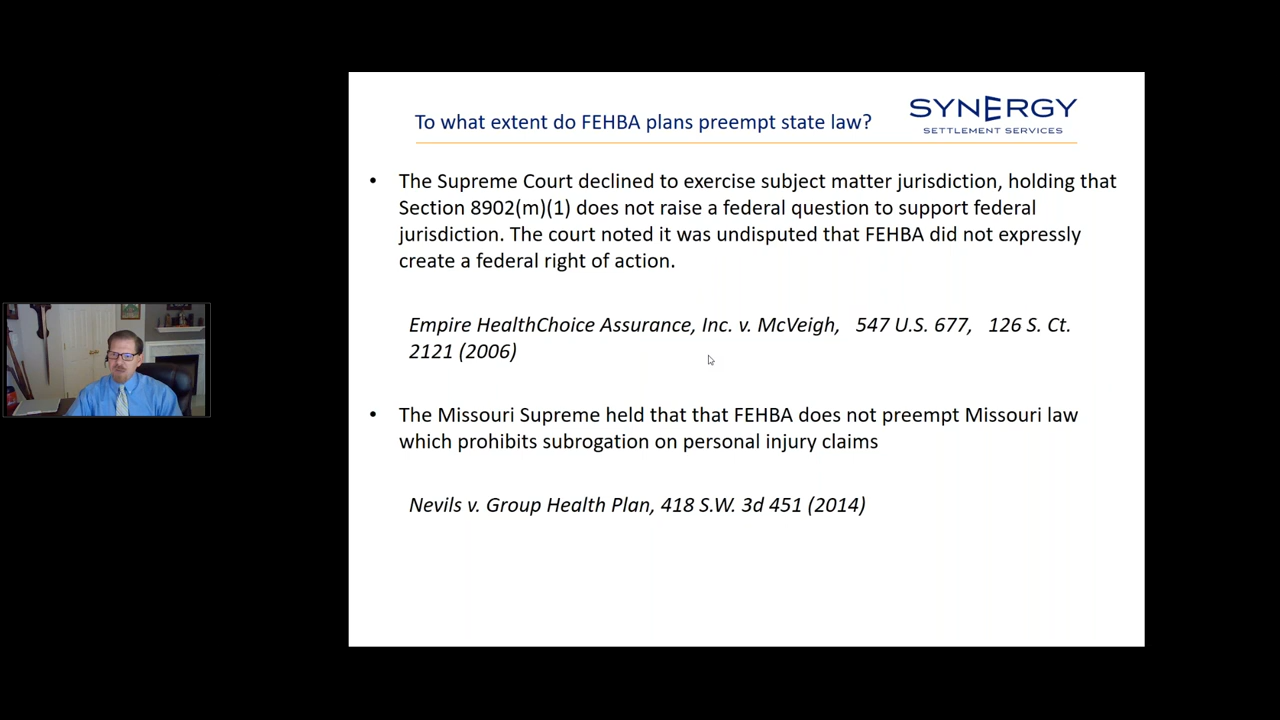 To what extent do FEHBA plans preempt state law?
SYNERGY
SETTLEMENT SERVICES
• The Supreme Court declined to exercise subject matter jurisdiction, holding that
Section 8902(m)(1) does not raise a federal question to support federal
jurisdiction. The court noted it was undisputed that FEHBA did not expressly
create a federal right of action.
Empire HealthChoice Assurance, Inc. v. McVeigh, 547 U.S. 677, 126 S. Ct.
2121 (2006)
• The Missouri Supreme held that that FEHBA does not preempt Missouri law
which prohibits subrogation on personal injury claims
Nevils v. Group Health Plan, 418 S.W. 3d 451 (2014)